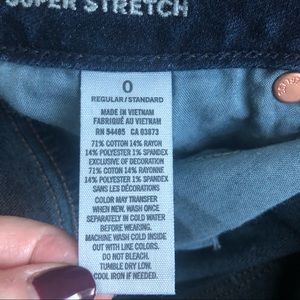 SUPER STRETCH
0
REGULAR/STANDARD
MADE IN VIETNAM
FABRIQUÉ AU VIETNAM
RN 54485 CA 03873
71% COTTON 14% RAYON
14% POLYESTER 1% SPANDEX
EXCLUSIVE OF DECORATION
71% COTTON 14% RAYONNE
14% POLYESTER 1% SPANDEX
SANS LES DÉCORATIONS
COLOR MAY TRANSFER
WHEN NEW. WASH ONCE
SEPARATELY IN COLD WATER
BEFORE WEARING.
MACHINE WASH COLD INSIDE
OUT WITH LIKE COLORS.
DO NOT BLEACH.
TUMBLE DRY LOW.
COOL IRON IF NEEDED.